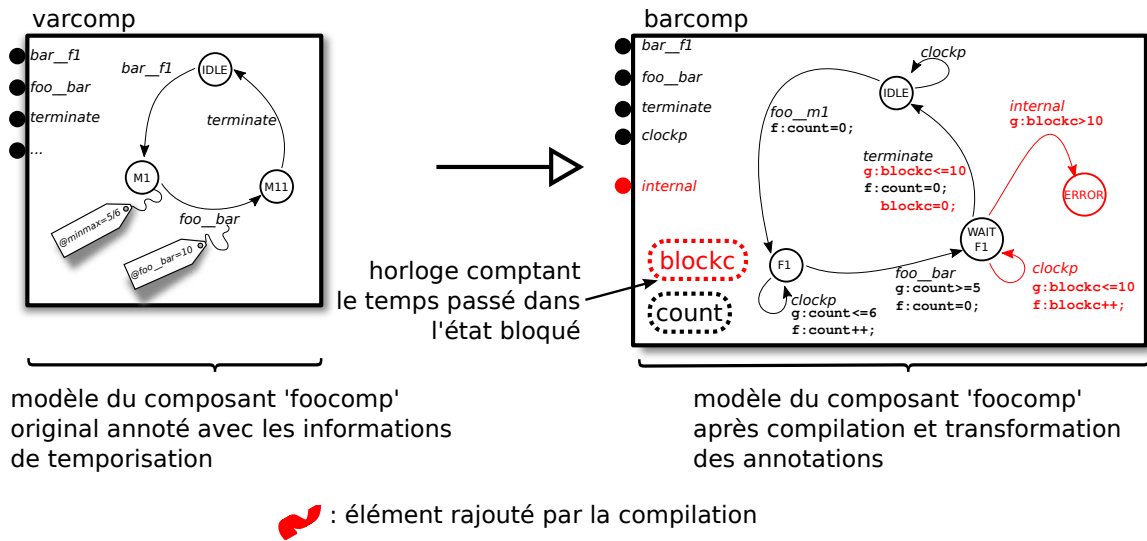 varcomp
bar__f1
foo__bar
terminate
...
bar__f1
IDLE
terminate
M1
M11
foo__bar
@minmax=5/6
@foo__bar=10
barcomp
bar__f1
foo__bar
terminate
clockp
internal
clockp
IDLE
foo__m1
f:count=0;
internal
g:blockc>10
terminate
g:blockc<=10
f:count=0;
blockc=0;
ERROR
WAIT
F1
F1
foo__bar
g:count>=5
f:count=0;
clockp
g:blockc<=10
f:blockc++;
clockp
g:count<=6
f:count++;
blockc
count
horloge comptant
le temps passé dans
l'état bloqué
modèle du composant 'foocomp'
original annoté avec les informations
de temporisation
modèle du composant 'foocomp'
après compilation et transformation
des annotations
: élément rajouté par la compilation